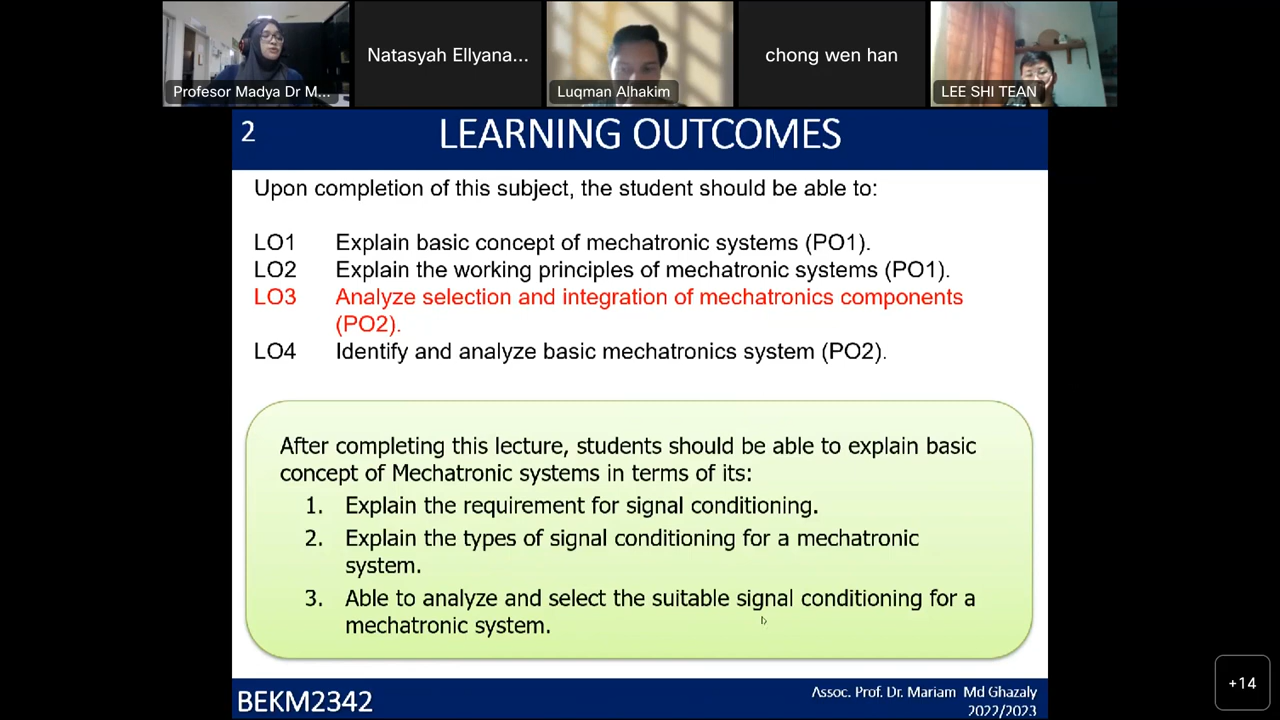 Profesor Madya Dr M...
Natasyah Ellyana...
Luqman Alhakim
chong wen han
LEE SHI TEAN
2
LEARNING OUTCOMES
Upon completion of this subject, the student should be able to:
LO1 Explain basic concept of mechatronic systems (PO1).
LO2 Explain the working principles of mechatronic systems (PO1).
LO3 Analyze selection and integration of mechatronics components
(PO2).
LO4 Identify and analyze basic mechatronics system (PO2).
After completing this lecture, students should be able to explain basic
concept of Mechatronic systems in terms of its:
1. Explain the requirement for signal conditioning.
2. Explain the types of signal conditioning for a mechatronic
system.
3. Able to analyze and select the suitable signal conditioning for a
mechatronic system.
BEKM2342
Assoc. Prof. Dr. Mariam Md Ghazaly
2022/2023
+14